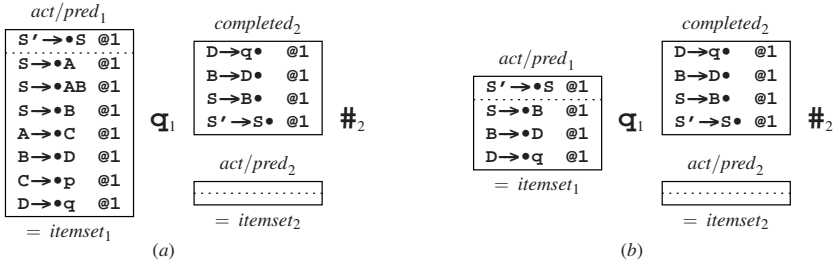 act/pred1
S′→•S @1
S→•A @1
S→•AB @1
S→•B @1
A→•C @1
B→•D @1
C→•p @1
D→•q @1
= itemset1
q1
completed2
D→q• @1
B→D• @1
S→B• @1
S′→S• @1
act/pred2
= itemset2
#2
(a)
act/pred1
S′→•S @1
S→•B @1
B→•D @1
D→•q @1
= itemset1
q1
completed2
D→q• @1
B→D• @1
S→B• @1
S′→S• @1
act/pred2
= itemset2
#2
(b)